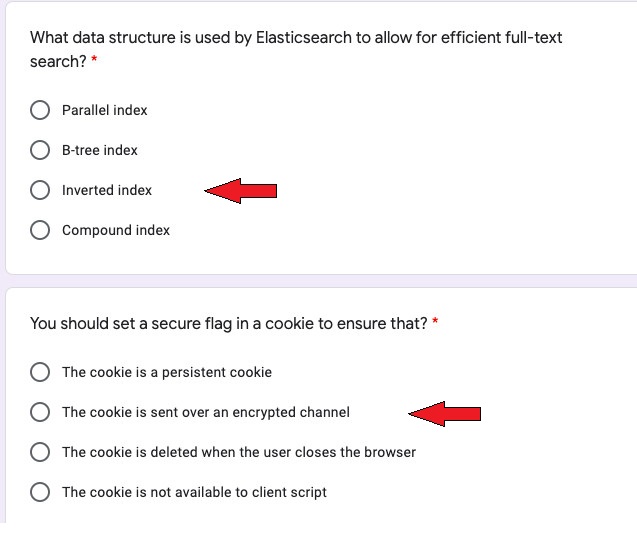 What data structure is used by Elasticsearch to allow for efficient full-text
search? *
Parallel index
B-tree index
Inverted index
Compound index
You should set a secure flag in a cookie to ensure that? *
The cookie is a persistent cookie
The cookie is sent over an encrypted channel
The cookie is deleted when the user closes the browser
The cookie is not available to client script